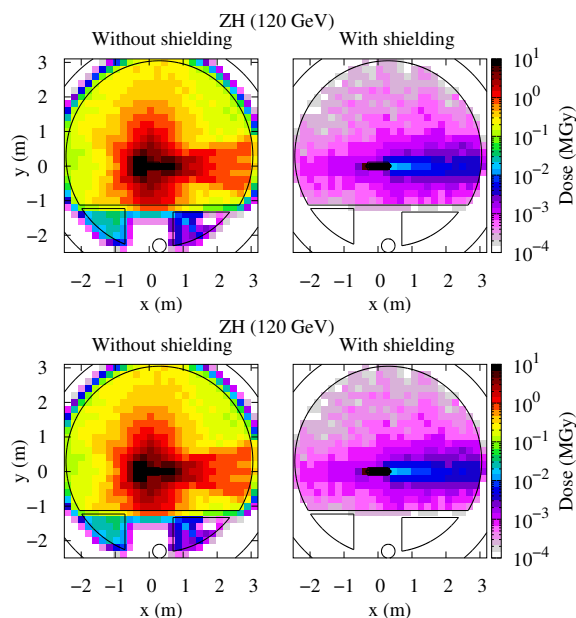 ZH (120 GeV)
Without shielding
With shielding
y (m)
3
2
1
0
−1
−2
−2 −1 0 1 2 3
−2 −1 0 1 2 3
x (m)
x (m)
10^1
10^0
10^−1
10^−2
10^−3
10^−4
Dose (MGy)
ZH (120 GeV)
Without shielding
With shielding
y (m)
3
2
1
0
−1
−2
−2 −1 0 1 2 3
−2 −1 0 1 2 3
x (m)
x (m)
10^1
10^0
10^−1
10^−2
10^−3
10^−4
Dose (MGy)